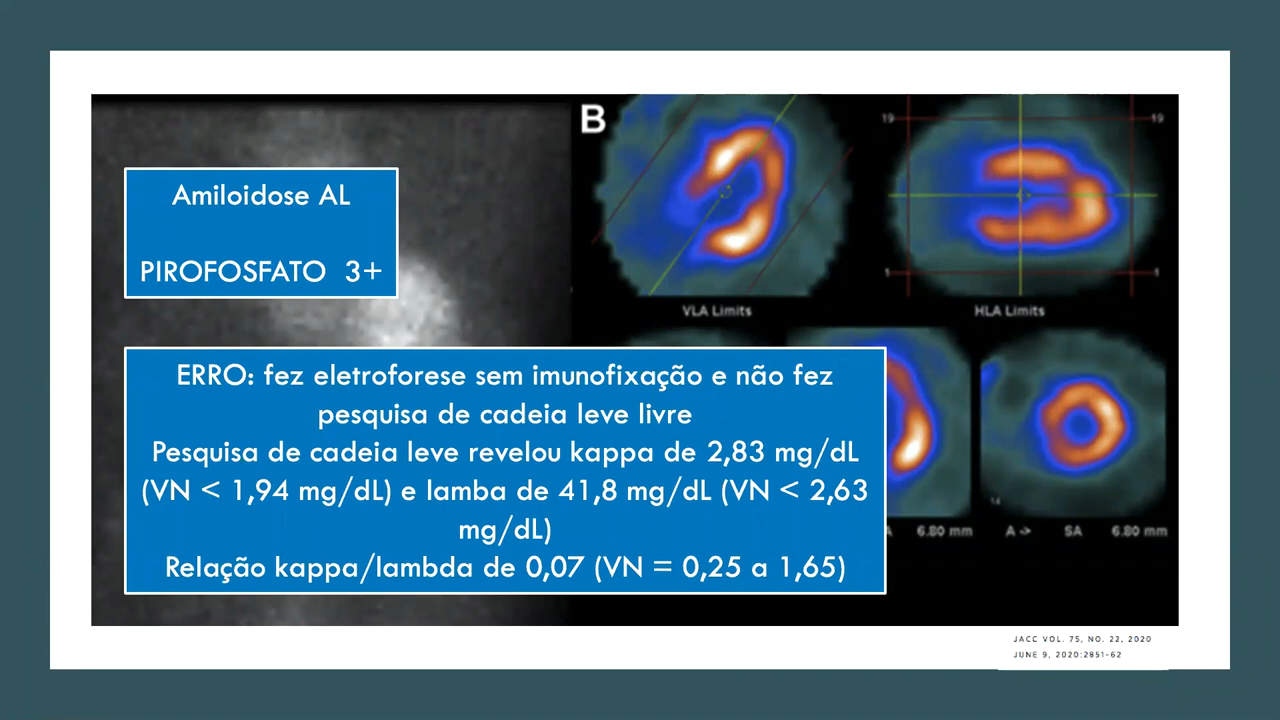 B
19
19
Amiloidose AL
PIROFOSFATO 3+
1
1
VLA Limits
HLA Limits
ERRO: fez eletroforese sem imunofixação e não fez
pesquisa de cadeia leve livre
Pesquisa de cadeia leve revelou kappa de 2,83 mg/dL
(VN < 1,94 mg/dL) e lamba de 41,8 mg/dL (VN < 2,63
mg/dL)
Relação kappa/lambda de 0,07 (VN = 0,25 a 1,65)
14
A 6.80 mm
A -> SA 6.80 mm
JACC VOL. 75, NO. 22, 2020
JUNE 9, 2020:2851-62